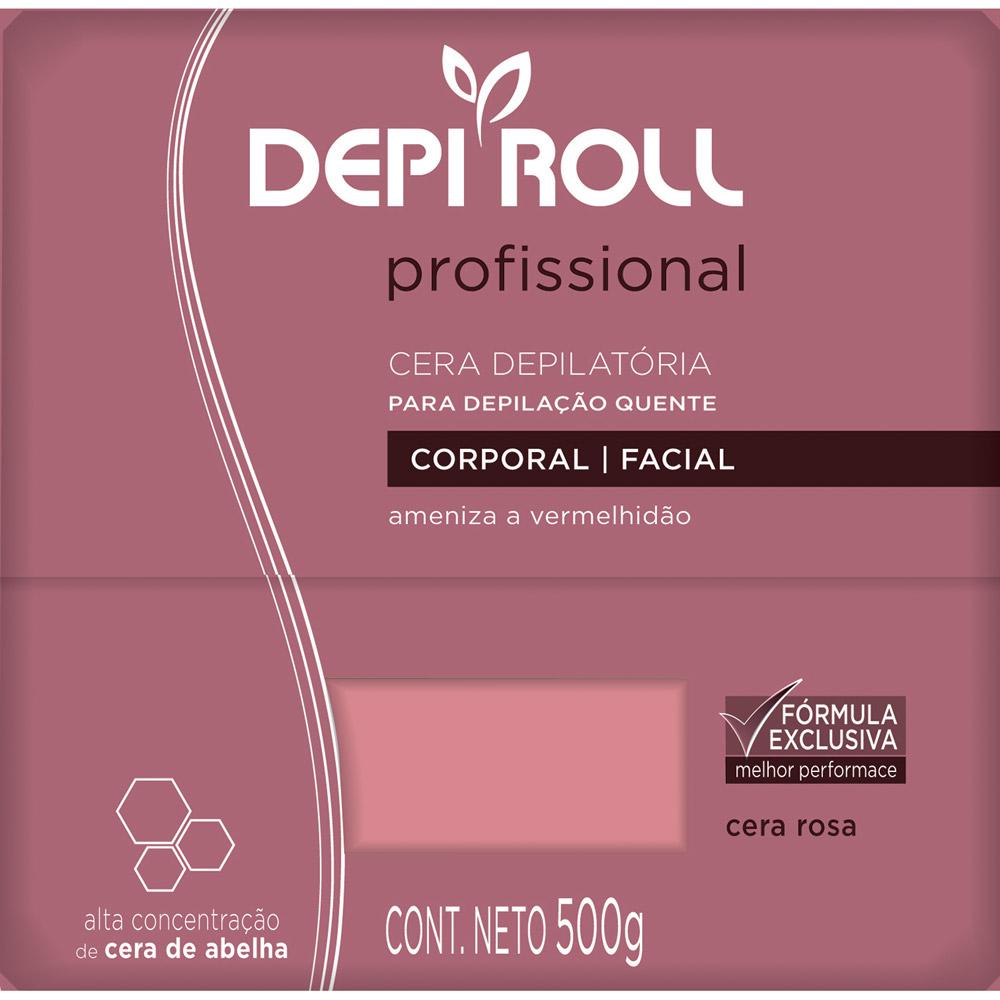 DEPI ROLL
profissional
CERA DEPILATÓRIA
PARA DEPILAÇÃO QUENTE
CORPORAL | FACIAL
ameniza a vermelhidão
FÓRMULA
EXCLUSIVA
melhor performace
cera rosa
alta concentração
de cera de abelha
CONT. NETO 500g